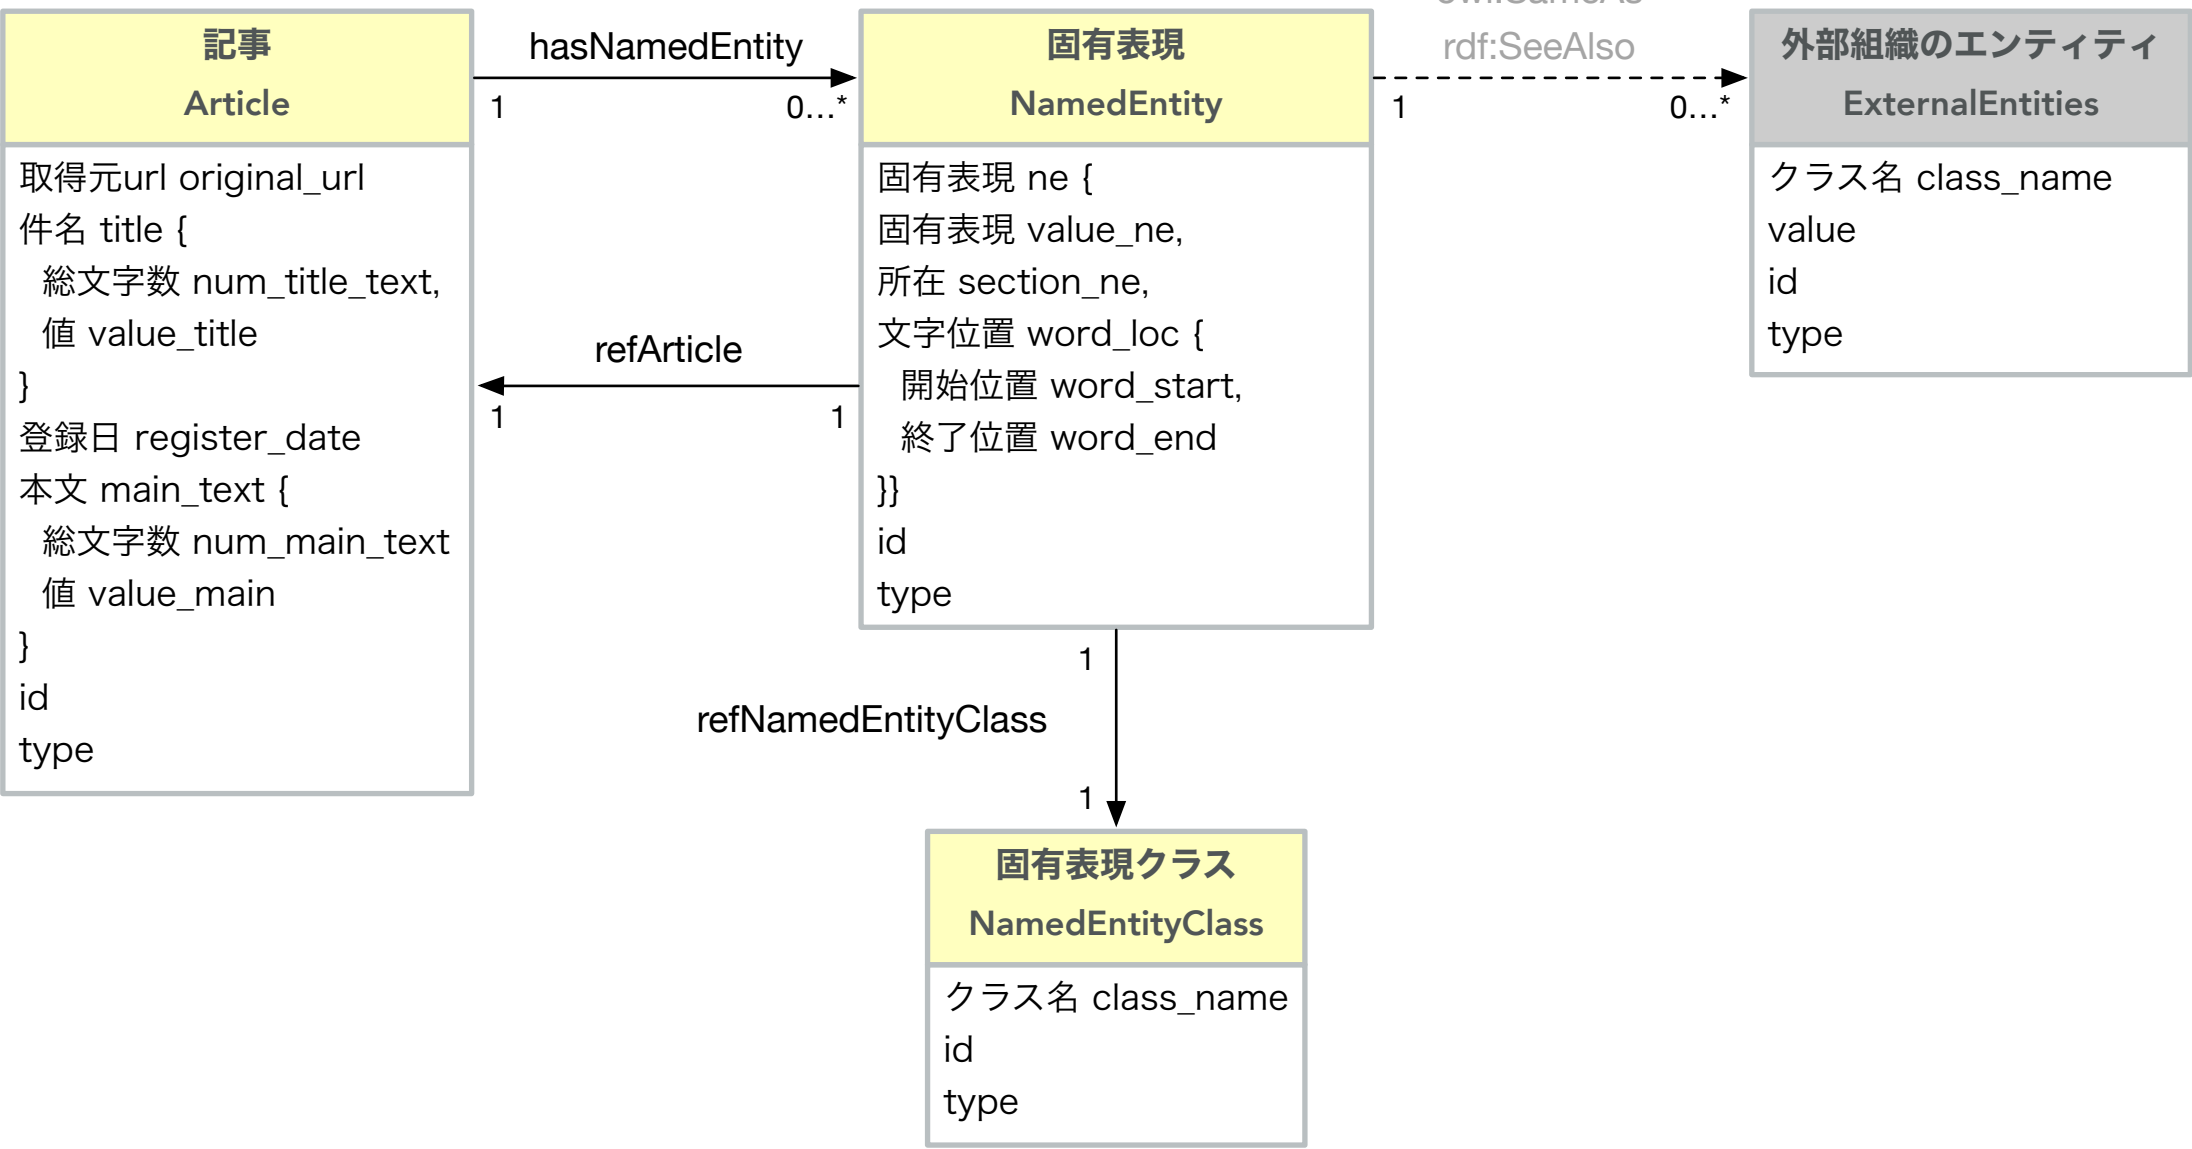 記事
Article
取得元url original_url
件名 title {
総文字数 num_title_text,
値 value_title
}
登録日 register_date
本文 main_text {
総文字数 num_main_text
値 value_main
}
id
type
hasNamedEntity
1
0...*
refArticle
1
1
固有表現
NamedEntity
固有表現 ne {
固有表現 value_ne,
所在 section_ne,
文字位置 word_loc {
開始位置 word_start,
終了位置 word_end
}}
id
type
rdf:SeeAlso
1
0...*
外部組織のエンティティ
ExternalEntities
クラス名 class_name
value
id
type
1
refNamedEntityClass
1
固有表現クラス
NamedEntityClass
クラス名 class_name
id
type